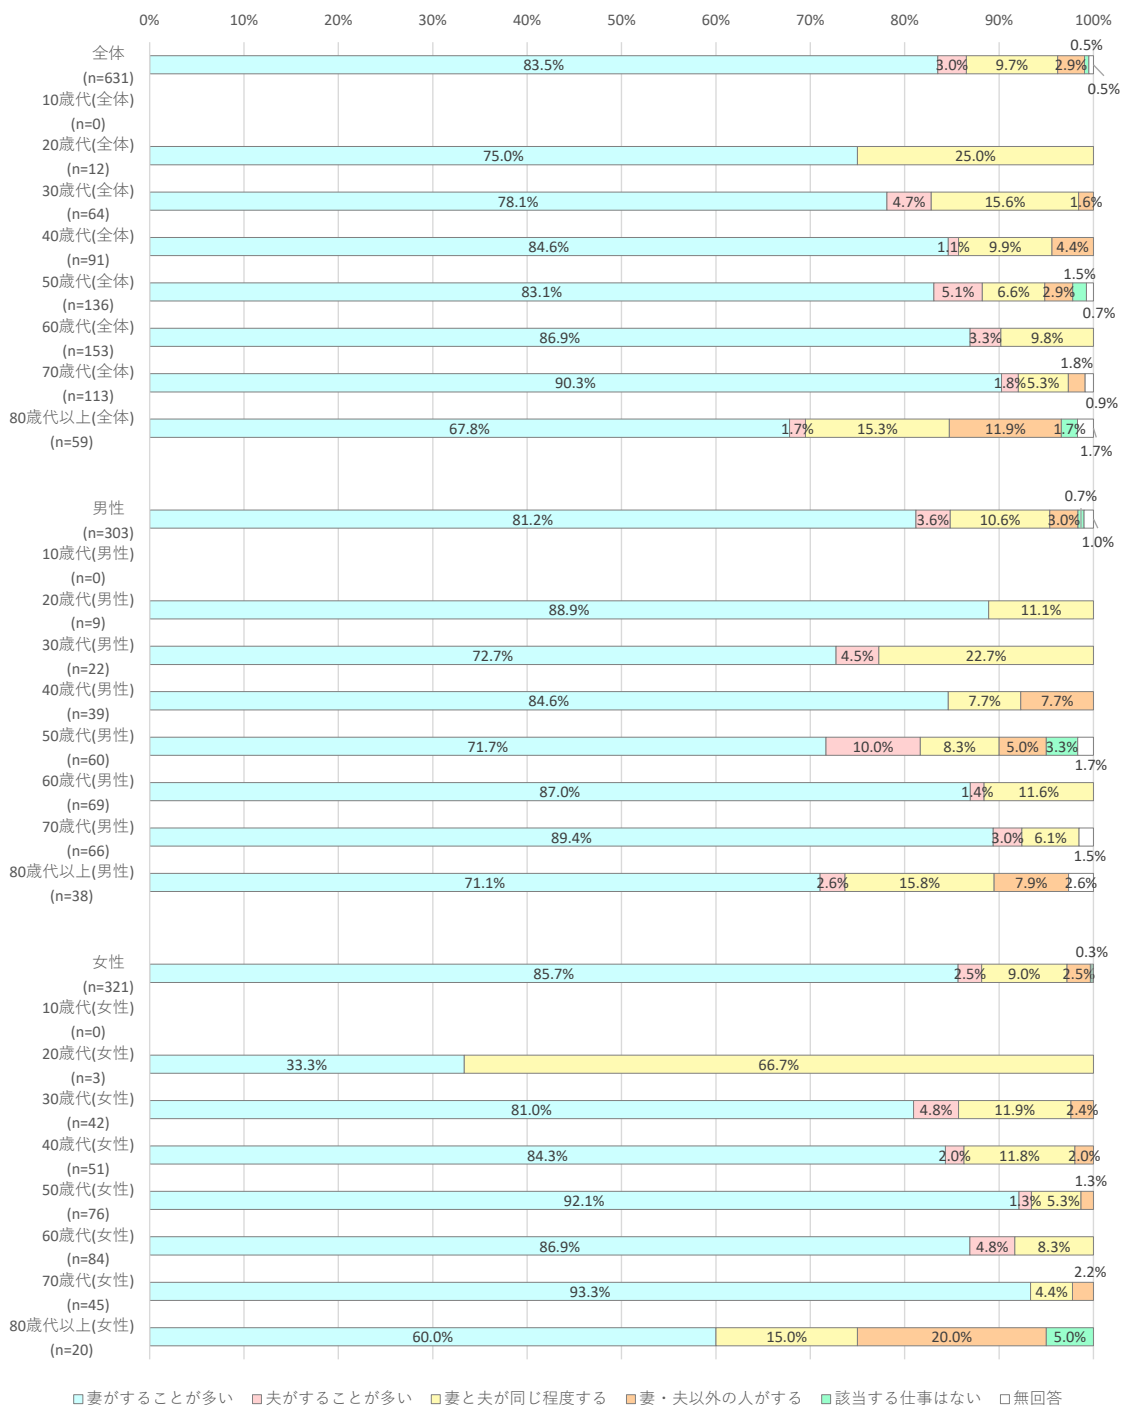 0% 10% 20% 30% 40% 50% 60% 70% 80% 90% 100%
0.5%
全体
(n=631)
83.5% 3.0% 9.7% 2.9%
0.5%
10歳代(全体)
(n=0)
20歳代(全体)
(n=12)
75.0% 25.0%
30歳代(全体)
(n=64)
78.1% 4.7% 15.6% 1.6%
40歳代(全体)
(n=91)
84.6% 1.1% 9.9% 4.4%
1.5%
50歳代(全体)
(n=136)
83.1% 5.1% 6.6% 2.9%
0.7%
60歳代(全体)
(n=153)
86.9% 3.3% 9.8%
1.8%
70歳代(全体)
(n=113)
90.3% 1.8% 5.3%
0.9%
80歳代以上(全体)
(n=59)
67.8% 1.7% 15.3% 11.9% 1.7%
1.7%
0.7%
男性
(n=303)
81.2% 3.6% 10.6% 3.0%
1.0%
10歳代(男性)
(n=0)
20歳代(男性)
(n=9)
88.9% 11.1%
30歳代(男性)
(n=22)
72.7% 4.5% 22.7%
40歳代(男性)
(n=39)
84.6% 7.7% 7.7%
50歳代(男性)
(n=60)
71.7% 10.0% 8.3% 5.0% 3.3%
1.7%
60歳代(男性)
(n=69)
87.0% 1.4% 11.6%
70歳代(男性)
(n=66)
89.4% 3.0% 6.1%
1.5%
80歳代以上(男性)
(n=38)
71.1% 2.6% 15.8% 7.9% 2.6%
0.3%
女性
(n=321)
85.7% 2.5% 9.0% 2.5%
10歳代(女性)
(n=0)
20歳代(女性)
(n=3)
33.3% 66.7%
30歳代(女性)
(n=42)
81.0% 4.8% 11.9% 2.4%
40歳代(女性)
(n=51)
84.3% 2.0% 11.8% 2.0%
1.3%
50歳代(女性)
(n=76)
92.1% 1.3% 5.3%
60歳代(女性)
(n=84)
86.9% 4.8% 8.3%
2.2%
70歳代(女性)
(n=45)
93.3% 4.4%
80歳代以上(女性)
(n=20)
60.0% 15.0% 20.0% 5.0%
妻がすることが多い 夫がすることが多い 妻と夫が同じ程度する 妻・夫以外の人がする 該当する仕事はない 無回答